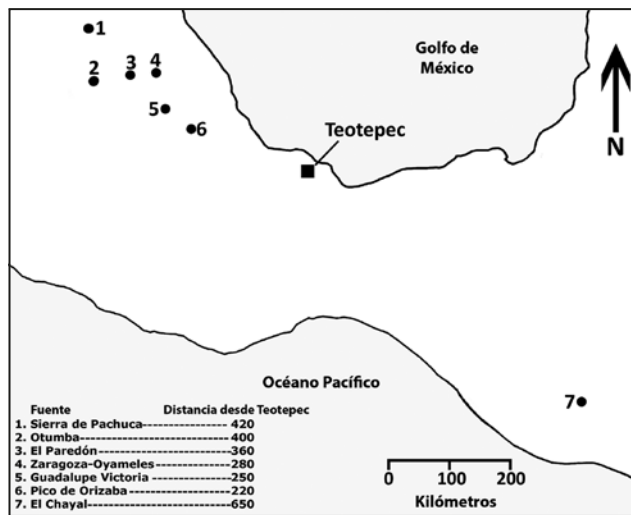 Golfo de
México
1
2
3
4
5
6
Teotepec
N
Océano Pacífico
7
Fuente Distancia desde Teotepec
1. Sierra de Pachuca--------------------- 420
2. Otumba---------------------------------400
3. El Paredón-----------------------------360
4. Zaragoza-Oyameles------------------280
5. Guadalupe Victoria-------------------250
6. Pico de Orizaba-----------------------220
7. El Chayal-------------------------------650
0 100 200
Kilómetros